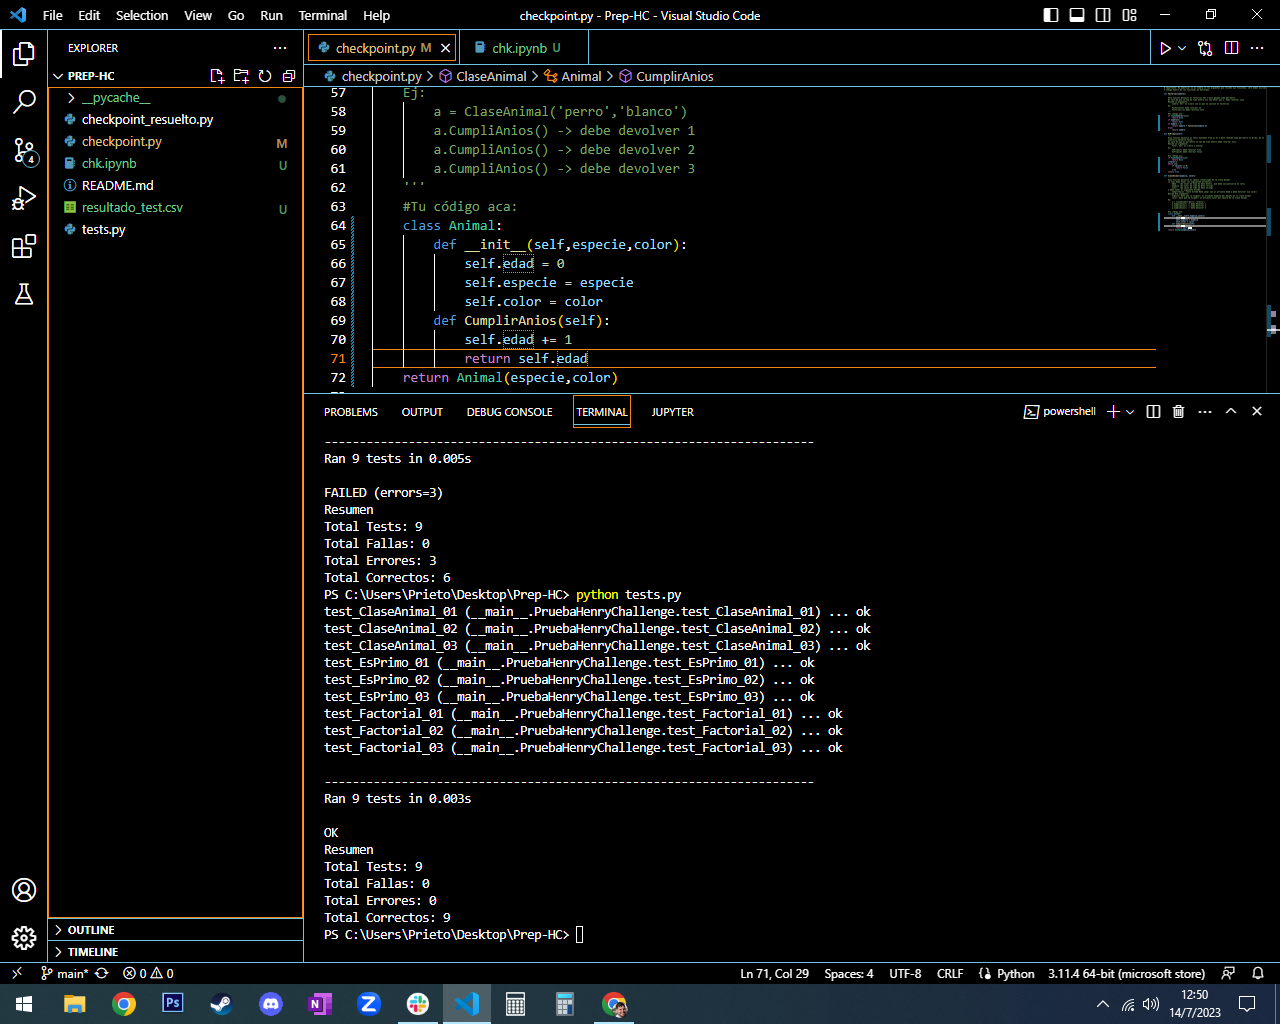 File Edit Selection View Go Run Terminal Help
checkpoint.py - Prep-HC - Visual Studio Code
EXPLORER
PREP-HC
__pycache__
checkpoint_resuelto.py
checkpoint.py M
chk.ipynb U
README.md
resultado_test.csv U
tests.py
4
OUTLINE
TIMELINE
checkpoint.py M
chk.ipynb U
checkpoint.py > ClaseAnimal > Animal > CumplirAnios
57 Ej:
58 a = ClaseAnimal('perro','blanco')
59 a.CumpliAnios() -> debe devolver 1
60 a.CumpliAnios() -> debe devolver 2
61 a.CumpliAnios() -> debe devolver 3
62 '''
63 #Tu código aca:
64 class Animal:
65 def __init__(self,especie,color):
66 self.edad = 0
67 self.especie = especie
68 self.color = color
69 def CumplirAnios(self):
70 self.edad += 1
71 return self.edad
72 return Animal(especie,color)
PROBLEMS OUTPUT DEBUG CONSOLE TERMINAL JUPYTER
powershell
----------------------------------------------------------------------
Ran 9 tests in 0.005s
FAILED (errors=3)
Resumen
Total Tests: 9
Total Fallas: 0
Total Errores: 3
Total Correctos: 6
PS C:\Users\Prieto\Desktop\Prep-HC> python tests.py
test_ClaseAnimal_01 (__main__.PruebaHenryChallenge.test_ClaseAnimal_01) ... ok
test_ClaseAnimal_02 (__main__.PruebaHenryChallenge.test_ClaseAnimal_02) ... ok
test_ClaseAnimal_03 (__main__.PruebaHenryChallenge.test_ClaseAnimal_03) ... ok
test_EsPrimo_01 (__main__.PruebaHenryChallenge.test_EsPrimo_01) ... ok
test_EsPrimo_02 (__main__.PruebaHenryChallenge.test_EsPrimo_02) ... ok
test_EsPrimo_03 (__main__.PruebaHenryChallenge.test_EsPrimo_03) ... ok
test_Factorial_01 (__main__.PruebaHenryChallenge.test_Factorial_01) ... ok
test_Factorial_02 (__main__.PruebaHenryChallenge.test_Factorial_02) ... ok
test_Factorial_03 (__main__.PruebaHenryChallenge.test_Factorial_03) ... ok
----------------------------------------------------------------------
Ran 9 tests in 0.003s
OK
Resumen
Total Tests: 9
Total Fallas: 0
Total Errores: 0
Total Correctos: 9
PS C:\Users\Prieto\Desktop\Prep-HC>
main* 0 0
Ln 71, Col 29 Spaces: 4 UTF-8 CRLF Python 3.11.4 64-bit (microsoft store)
Ps
N
Z
12:50
14/7/2023